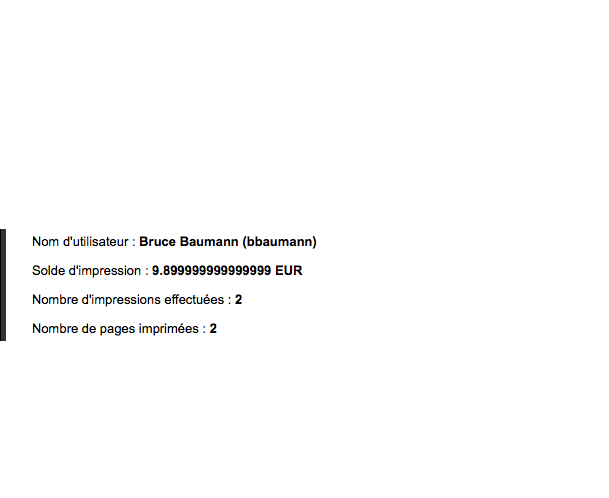 Nom d'utilisateur : Bruce Baumann (bbaumann)
Solde d'impression : 9.899999999999999 EUR
Nombre d'impressions effectuées : 2
Nombre de pages imprimées : 2